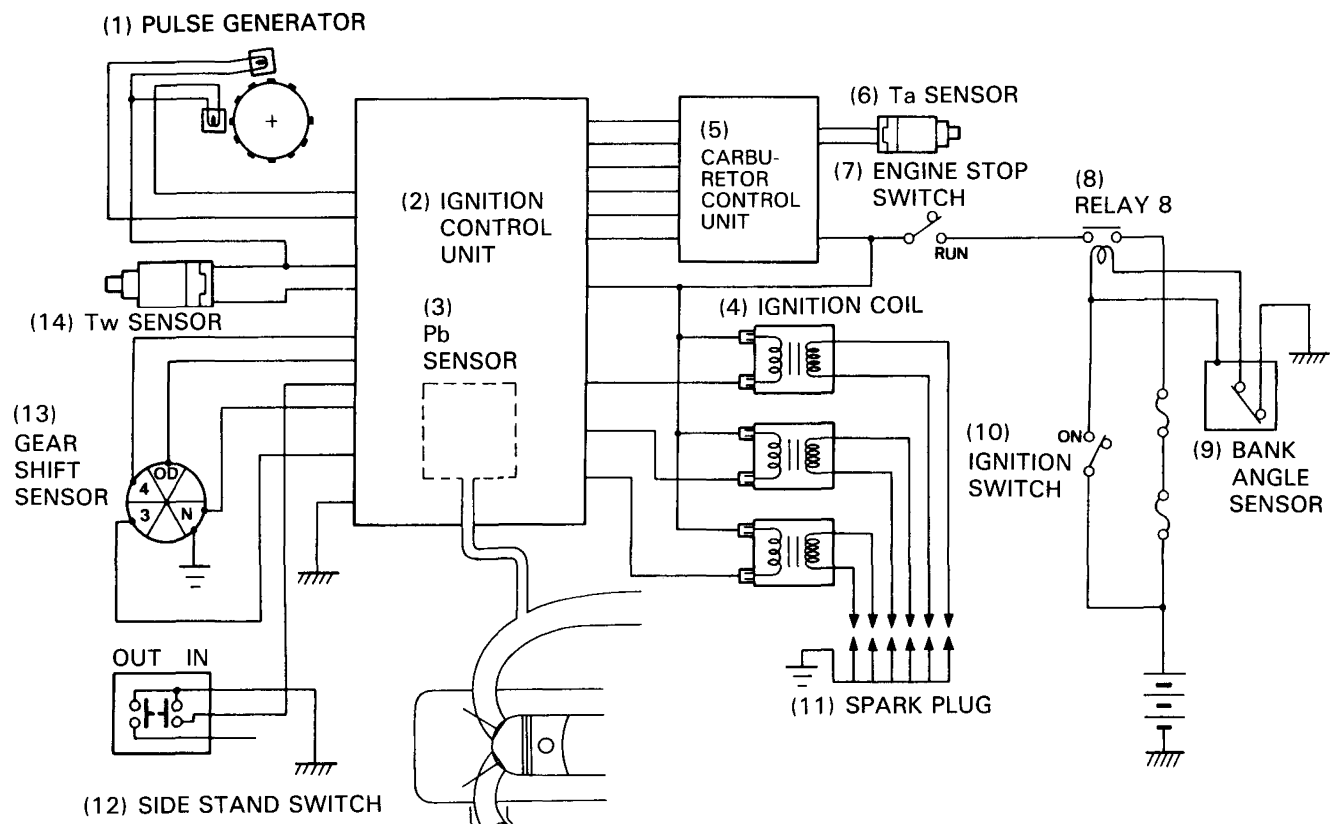 (1) PULSE GENERATOR
(2) IGNITION
CONTROL
UNIT
(3)
Pb
SENSOR
(4) IGNITION COIL
(5)
CARBU-
RETOR
CONTROL
UNIT
(6) Ta SENSOR
(7) ENGINE STOP
SWITCH
RUN
(8)
RELAY 8
(9) BANK
ANGLE
SENSOR
(10)
IGNITION
SWITCH
ON
(11) SPARK PLUG
(12) SIDE STAND SWITCH
OUT IN
(13)
GEAR
SHIFT
SENSOR
OD
4
3
N
(14) Tw SENSOR